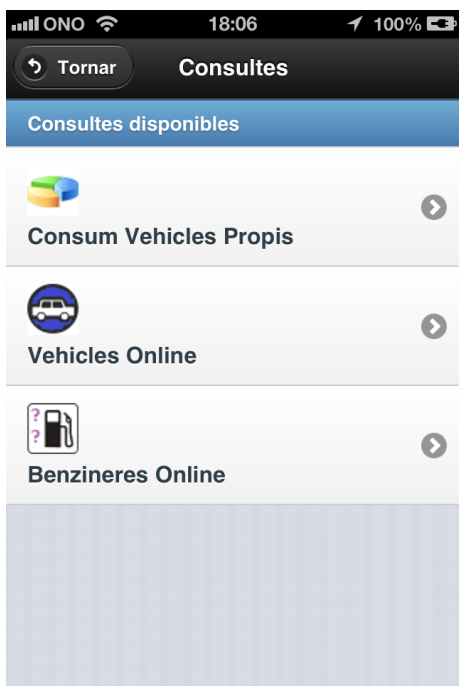 ONO 18:06 100%
Tornar Consultes
Consultes disponibles
Consum Vehicles Propis
Vehicles Online
? 
?
Benzineres Online